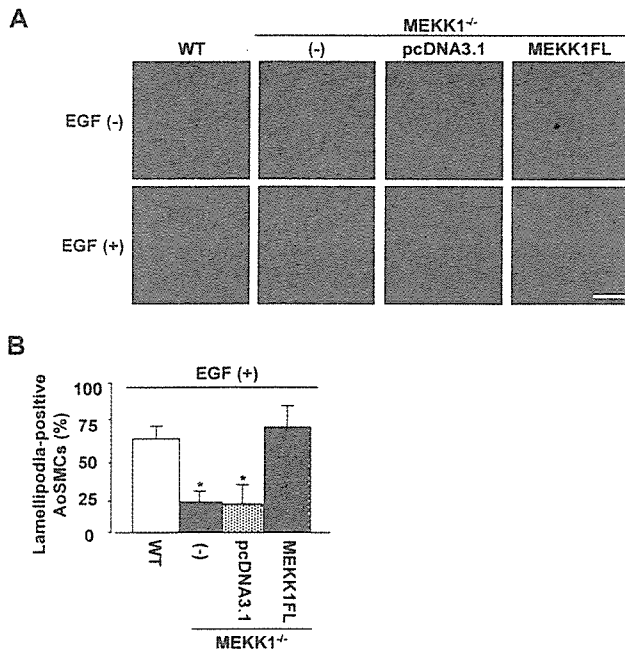 A
MEKK1-/-
WT (-) pcDNA3.1 MEKK1FL
EGF (-)
EGF (+)
B
EGF (+)
Lamellipodia-positive
AoSMCs (%)
100
75
50
25
0
* *
WT (-) pcDNA3.1 MEKK1FL
MEKK1-/-